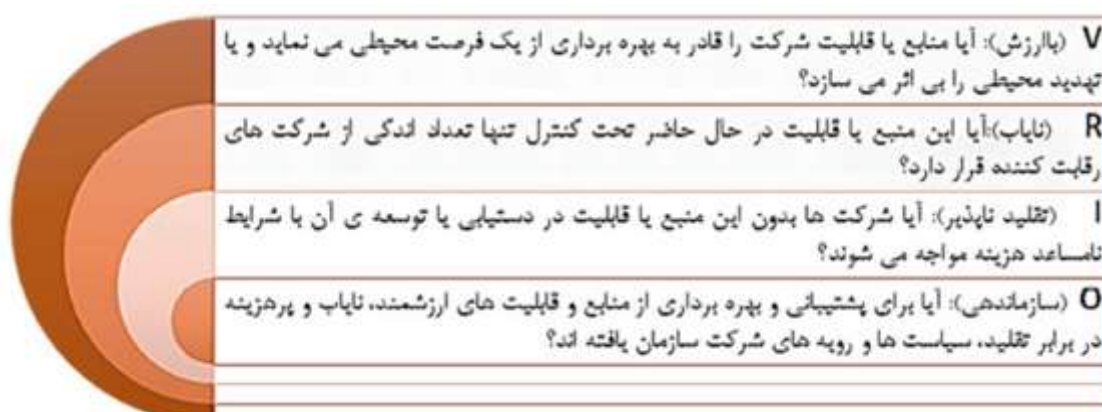 V (باارزش): آیا منابع یا قابلیت شرکت را قادر به بهره برداری از یک فرصت محیطی می نماید و یا
تهدید محیطی را بی اثر می سازد؟
R (نایاب):آیا این منبع یا قابلیت در حال حاضر تحت کنترل تنها تعداد اندکی از شرکت های
رقابت کننده قرار دارد؟
I (تقلید ناپذیر): آیا شرکت ها بدون این منبع یا قابلیت در دستیابی یا توسعه ی آن با شرایط
نامساعد هزینه مواجه می شوند؟
O (سازماندهی): آیا برای پشتیبانی و بهره برداری از منابع و قابلیت های ارزشمند، نایاب و پرهزینه
در برابر تقلید، سیاست ها و رویه های شرکت سازمان یافته اند؟